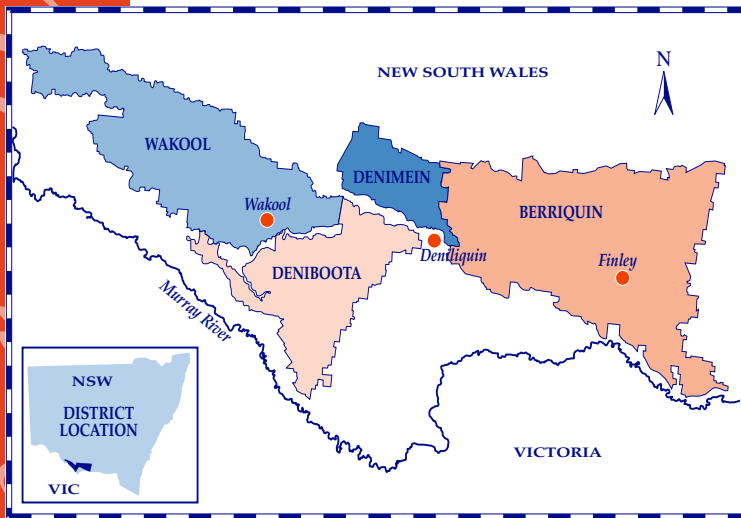 NEW SOUTH WALES
N
WAKOOL
DENIMEIN
BERRIQUIN
Wakool
Deniliquin
Finley
DENIBOOTA
Murray River
NSW
DISTRICT
LOCATION
VIC
VICTORIA